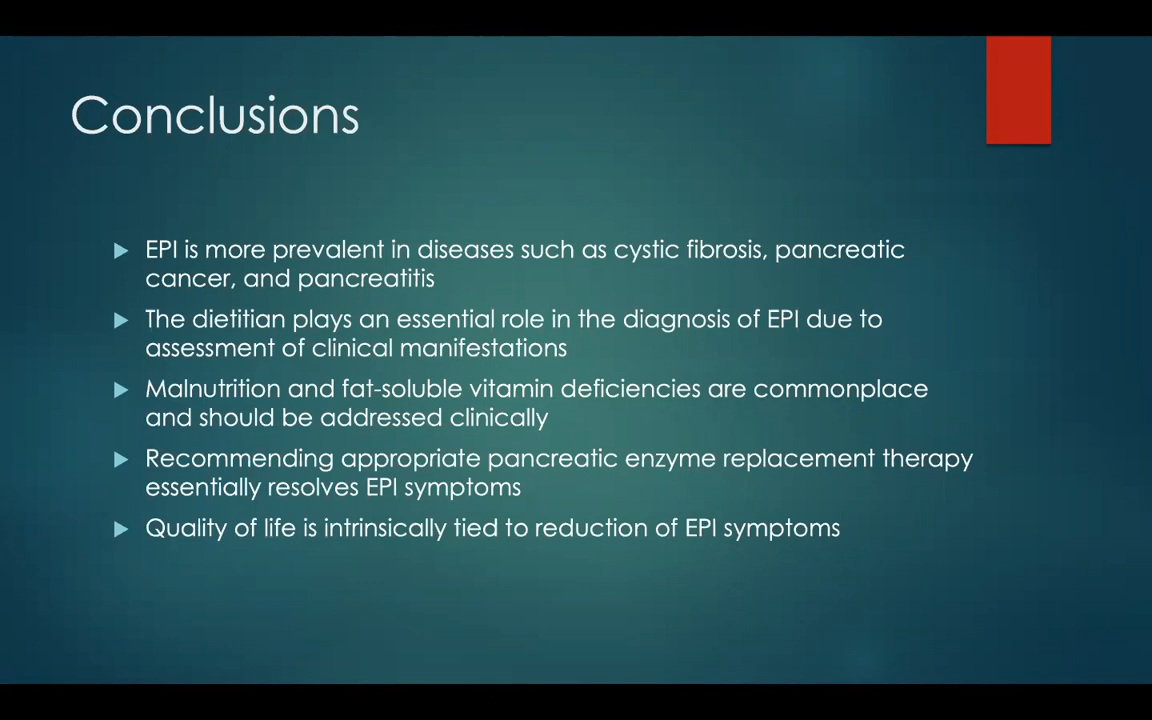 Conclusions
EPI is more prevalent in diseases such as cystic fibrosis, pancreatic
cancer, and pancreatitis
The dietitian plays an essential role in the diagnosis of EPI due to
assessment of clinical manifestations
Malnutrition and fat-soluble vitamin deficiencies are commonplace
and should be addressed clinically
Recommending appropriate pancreatic enzyme replacement therapy
essentially resolves EPI symptoms
Quality of life is intrinsically tied to reduction of EPI symptoms